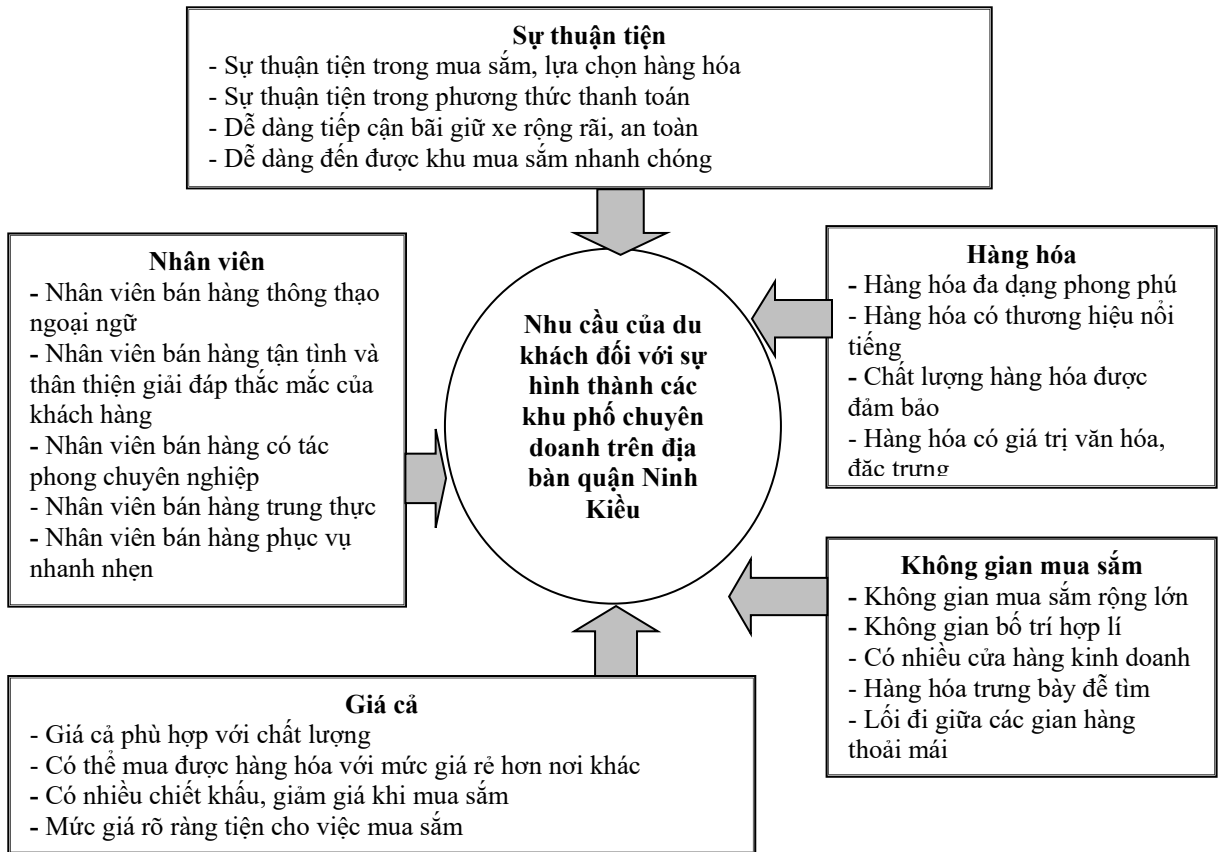 Sự thuận tiện
- Sự thuận tiện trong mua sắm, lựa chọn hàng hóa
- Sự thuận tiện trong phương thức thanh toán
- Dễ dàng tiếp cận bãi giữ xe rộng rãi, an toàn
- Dễ dàng đến được khu mua sắm nhanh chóng
Nhân viên
- Nhân viên bán hàng thông thạo
ngoại ngữ
- Nhân viên bán hàng tận tình và
thân thiện giải đáp thắc mắc của
khách hàng
- Nhân viên bán hàng có tác
phong chuyên nghiệp
- Nhân viên bán hàng trung thực
- Nhân viên bán hàng phục vụ
nhanh nhẹn
Nhu cầu của du
khách đối với sự
hình thành các
khu phố chuyên
doanh trên địa
bàn quận Ninh
Kiều
Hàng hóa
- Hàng hóa đa dạng phong phú
- Hàng hóa có thương hiệu nổi
tiếng
- Chất lượng hàng hóa được
đảm bảo
- Hàng hóa có giá trị văn hóa,
đặc trưng
Không gian mua sắm
- Không gian mua sắm rộng lớn
- Không gian bố trí hợp lí
- Có nhiều cửa hàng kinh doanh
- Hàng hóa trưng bày đễ tìm
- Lối đi giữa các gian hàng
thoải mái
Giá cả
- Giá cả phù hợp với chất lượng
- Có thể mua được hàng hóa với mức giá rẻ hơn nơi khác
- Có nhiều chiết khấu, giảm giá khi mua sắm
- Mức giá rõ ràng tiện cho việc mua sắm